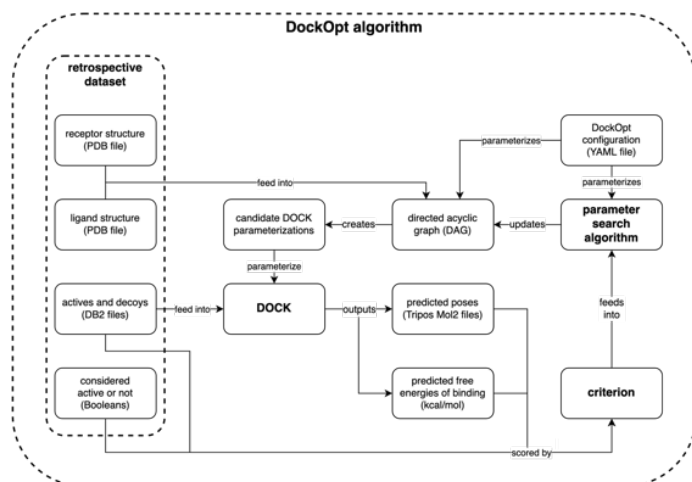 DockOpt algorithm
retrospective
dataset
receptor structure
(PDB file)
DockOpt
configuration
(YAML file)
parameterizes
parameterizes
feed into
ligand structure
(PDB file)
candidate DOCK
parameterizations
creates
directed acyclic
graph (DAG)
updates
parameter
search
algorithm
parameterize
actives and decoys
(DB2 files)
feed into
DOCK
outputs
predicted poses
(Tripos Mol2 files)
feeds
into
considered
active or not
(Booleans)
predicted free
energies of binding
(kcal/mol)
criterion
scored by